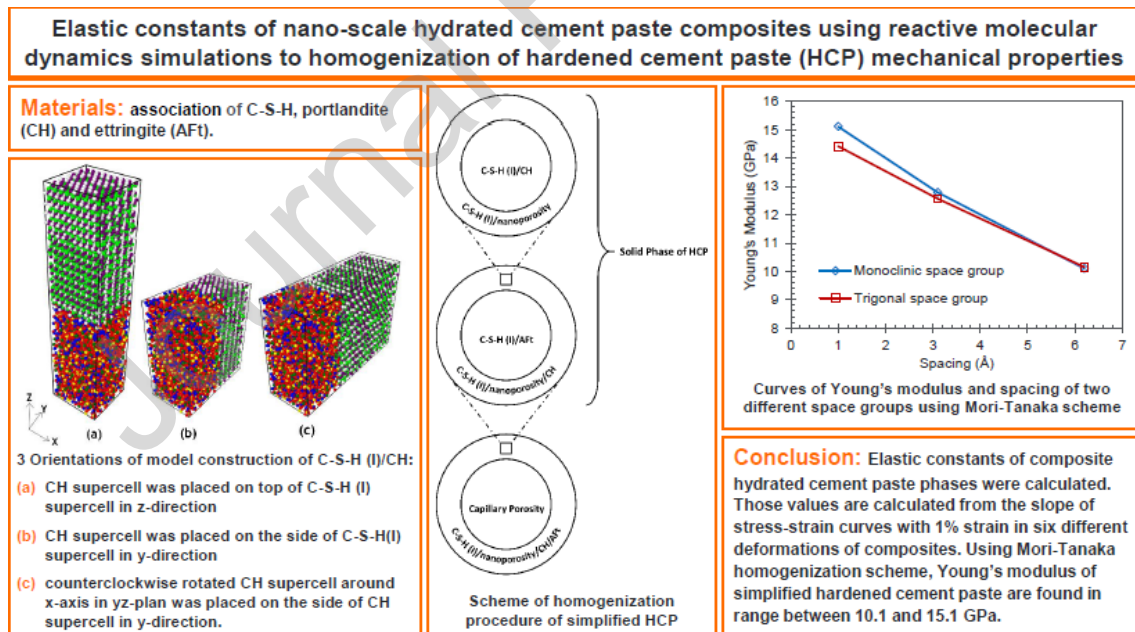 Elastic constants of nano-scale hydrated cement paste composites using reactive molecular
dynamics simulations to homogenization of hardened cement paste (HCP) mechanical properties
Materials: association of C-S-H, portlandite
(CH) and ettringite (AFt).
z
y
x
(a)
(b)
(c)
3 Orientations of model construction of C-S-H (I)/CH:
(a) CH supercell was placed on top of C-S-H (I)
supercell in z-direction
(b) CH supercell was placed on the side of C-S-H(I)
supercell in y-direction
(c) counterclockwise rotated CH supercell around
x-axis in yz-plan was placed on the side of CH
supercell in y-direction.
C-S-H (I)/CH
C-S-H (I)/nanoporosity
Solid Phase of HCP
C-S-H (I)/AFt
C-S-H (I)/nanoporosity/CH
Capillary Porosity
C-S-H (I)/nanoporosity/CH/AFt
Scheme of homogenization
procedure of simplified HCP
Young's Modulus (GPa)
16
15
14
13
12
11
10
9
8
Monoclinic space group
Trigonal space group
0 1 2 3 4 5 6 7
Spacing (Å)
Curves of Young's modulus and spacing of two
different space groups using Mori-Tanaka scheme
Conclusion: Elastic constants of composite
hydrated cement paste phases were calculated.
Those values are calculated from the slope of
stress-strain curves with 1% strain in six different
deformations of composites. Using Mori-Tanaka
homogenization scheme, Young's modulus of
simplified hardened cement paste are found in
range between 10.1 and 15.1 GPa.
Journal